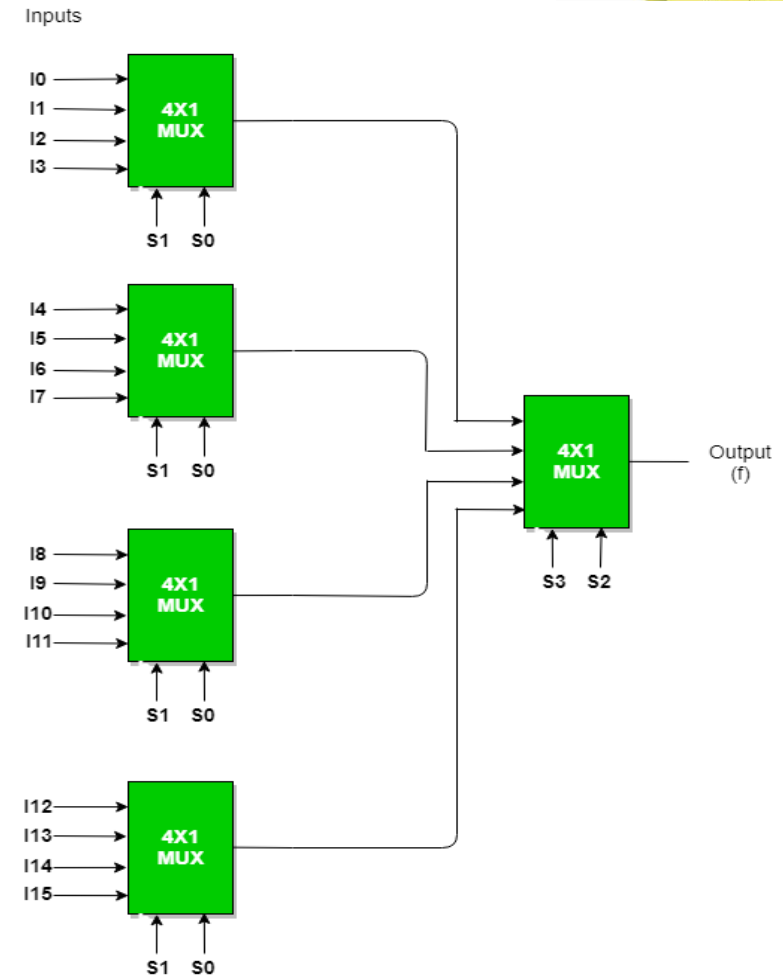 Inputs
I0
I1
I2
I3
4X1
MUX
S1 S0
I4
I5
I6
I7
4X1
MUX
S1 S0
4X1
MUX
Output
(f)
S3 S2
I8
I9
I10
I11
4X1
MUX
S1 S0
I12
I13
I14
I15
4X1
MUX
S1 S0